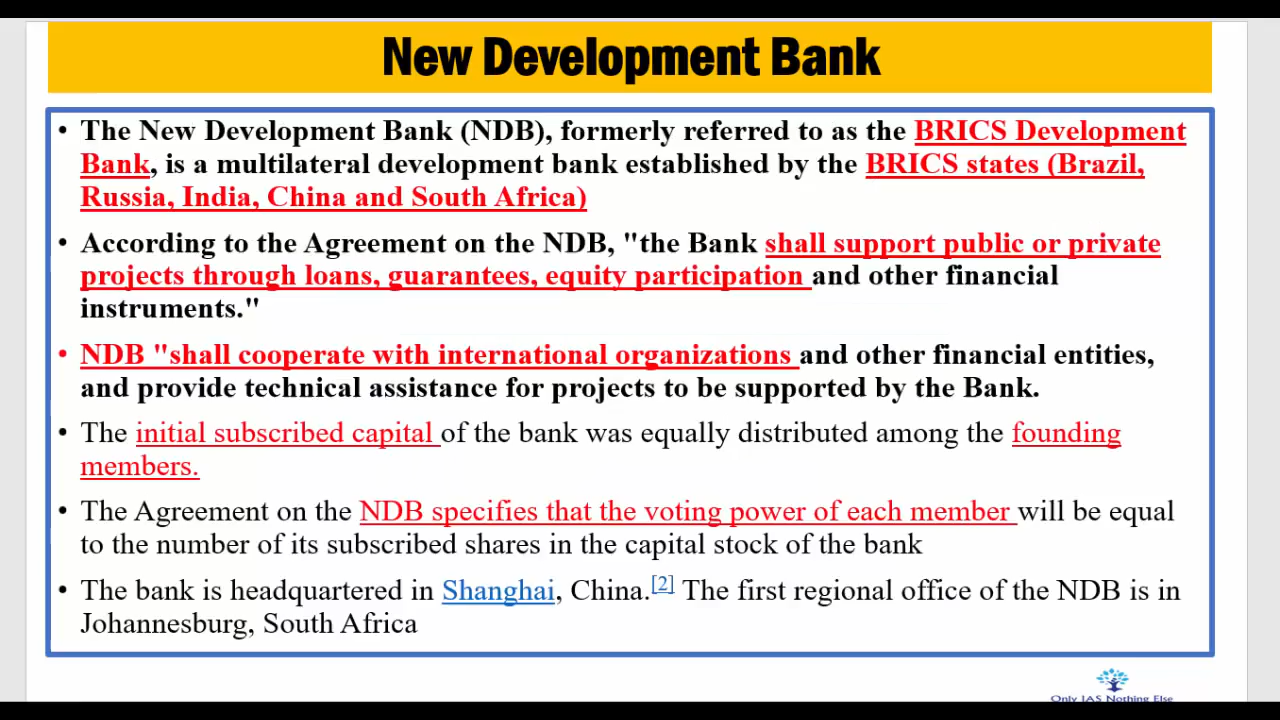 New Development Bank
• The New Development Bank (NDB), formerly referred to as the BRICS Development
Bank, is a multilateral development bank established by the BRICS states (Brazil,
Russia, India, China and South Africa)
• According to the Agreement on the NDB, "the Bank shall support public or private
projects through loans, guarantees, equity participation and other financial
instruments."
• NDB "shall cooperate with international organizations and other financial entities,
and provide technical assistance for projects to be supported by the Bank.
• The initial subscribed capital of the bank was equally distributed among the founding
members.
• The Agreement on the NDB specifies that the voting power of each member will be equal
to the number of its subscribed shares in the capital stock of the bank
• The bank is headquartered in Shanghai, China.[2] The first regional office of the NDB is in
Johannesburg, South Africa
Only IAS Nothing Else